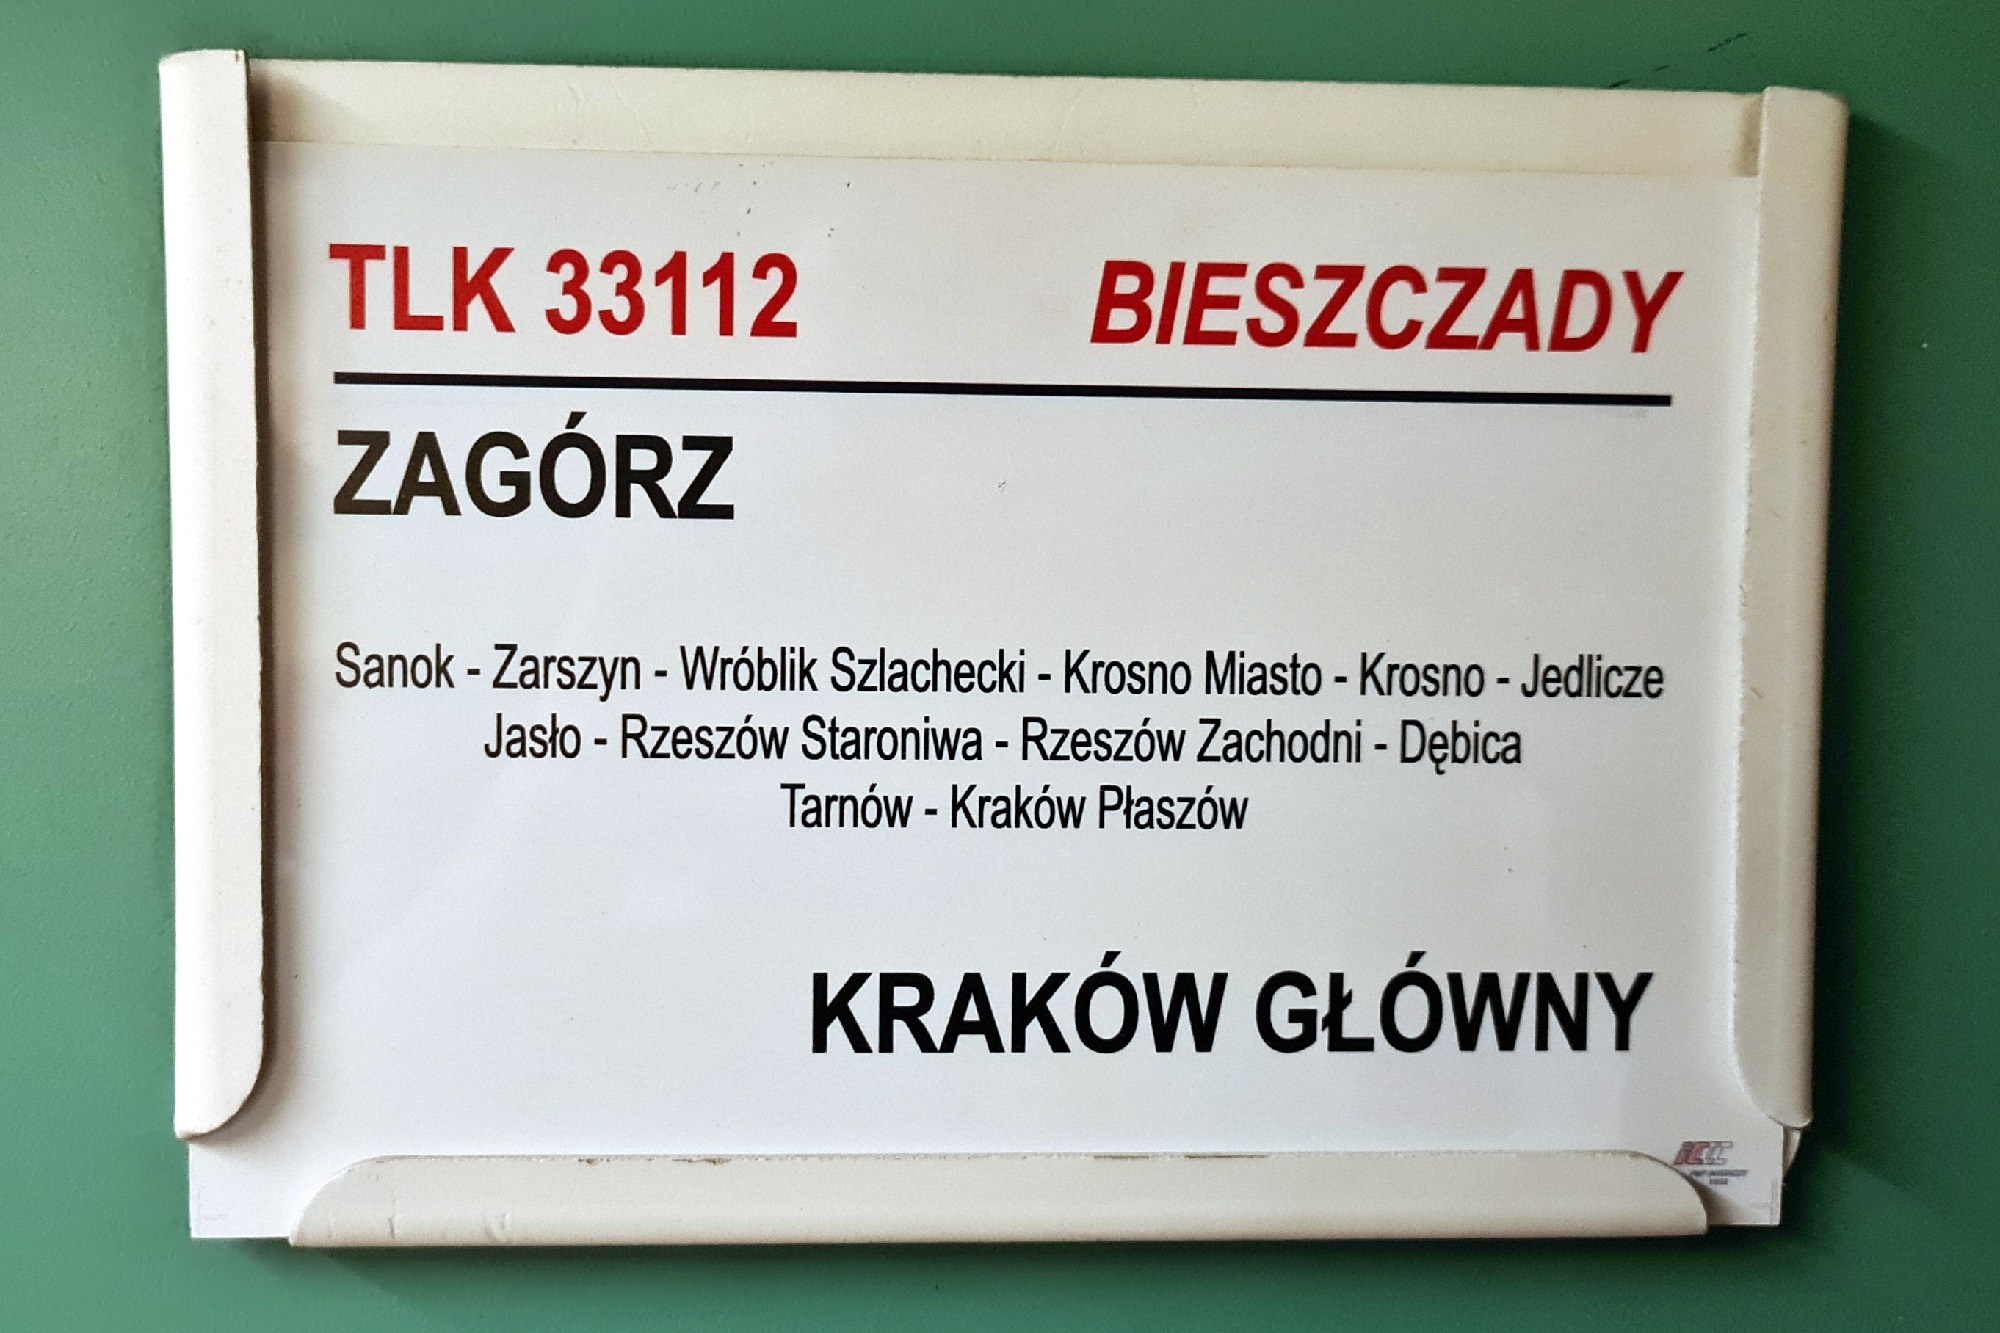 TLK 33112 BIESZCZADY
ZAGÓRZ
Sanok - Zarszyn - Wróblik Szlachecki - Krosno Miasto - Krosno - Jedlicze
Jasło - Rzeszów Staroniwa - Rzeszów Zachodni - Dębica
Tarnów - Kraków Płaszów
KRAKÓW GŁÓWNY